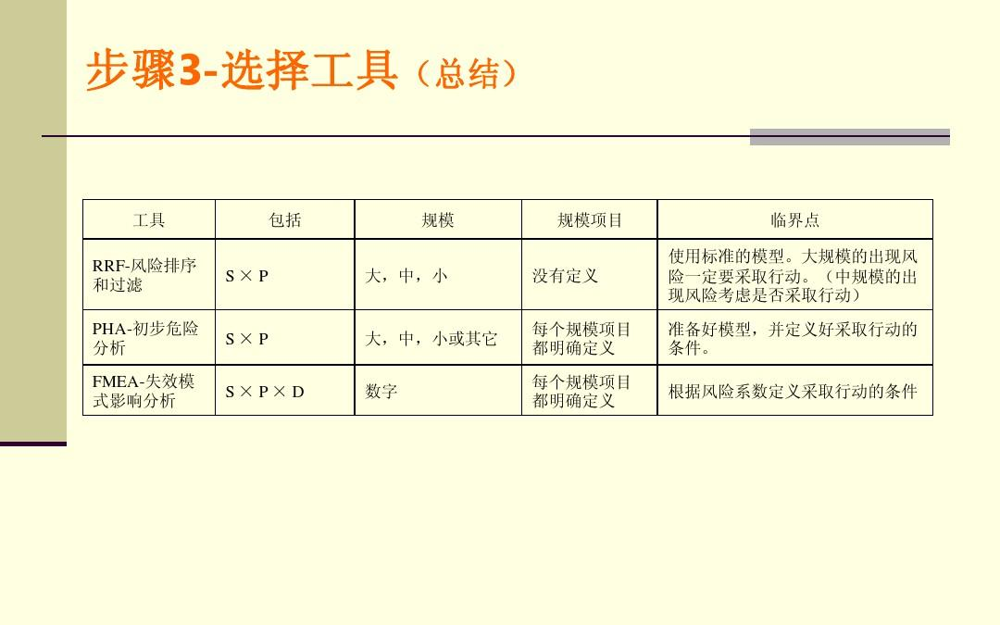 步骤3-选择工具（总结）
工具 包括 规模 规模项目 临界点
RRF-风险排序
和过滤
S × P
大，中，小
没有定义
使用标准的模型。大规模的出现风
险一定要采取行动。（中规模的出
现风险考虑是否采取行动）
PHA-初步危险
分析
S × P
大，中，小或其它
每个规模项目
都明确定义
准备好模型，并定义好采取行动的
条件。
FMEA-失效模
式影响分析
S × P × D
数字
每个规模项目
都明确定义
根据风险系数定义采取行动的条件